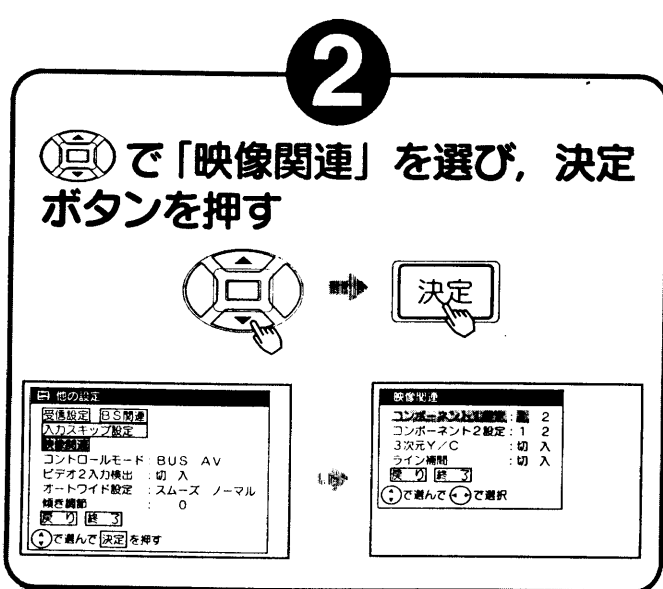 2
で「映像関連」を選び，決定
ボタンを押す
決定
他の設定
受信設定 BS関連
入力スキップ設定
映像関連
コントロールモード：BUS AV
ビデオ2入力検出：切 入
オートワイド設定：スムーズ ノーマル
傾き調節：0
戻り 終了
で選んで決定を押す
映像関連
コンポーネント1設定：1 2
コンポーネント2設定：1 2
3次元Y／C：切 入
ライン補間：切 入
戻り 終了
で選んで で選択